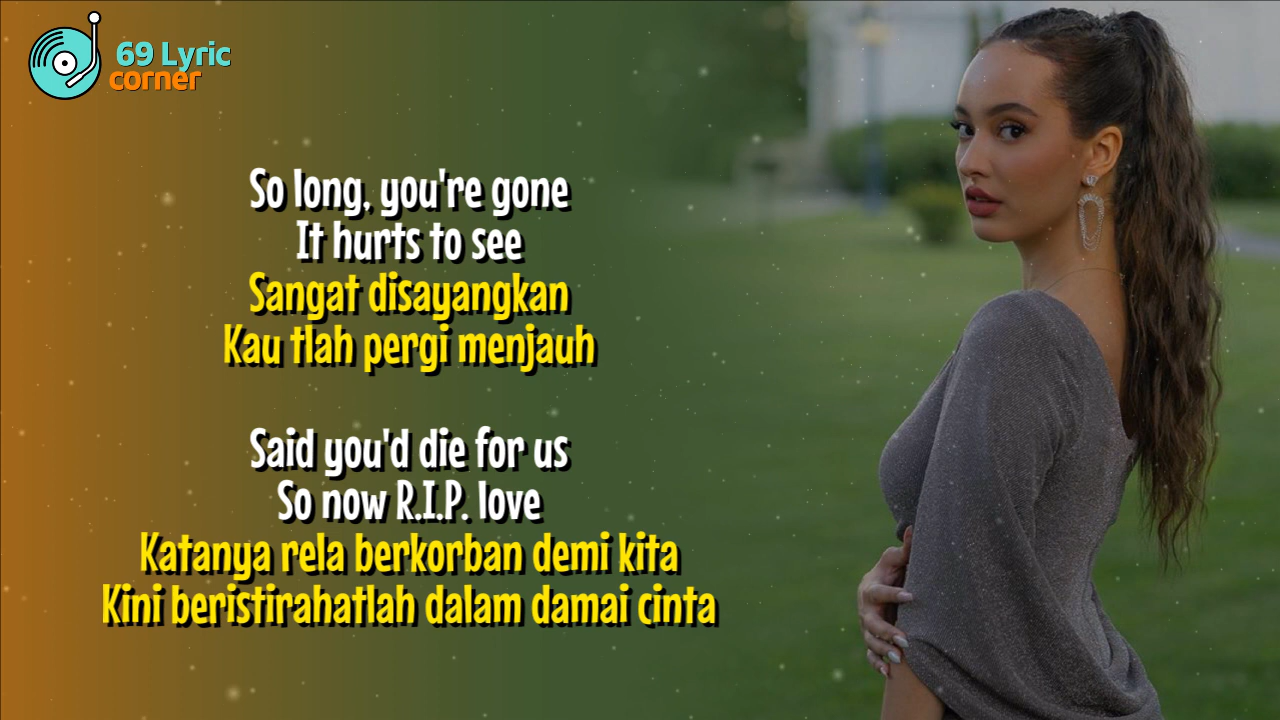 69 Lyric
corner
So long, you're gone
It hurts to see
Sangat disayangkan
Kau tlah pergi menjauh
Said you'd die for us
So now R.I.P. love
Katanya rela berkorban demi kita
Kini beristirahatlah dalam damai cinta